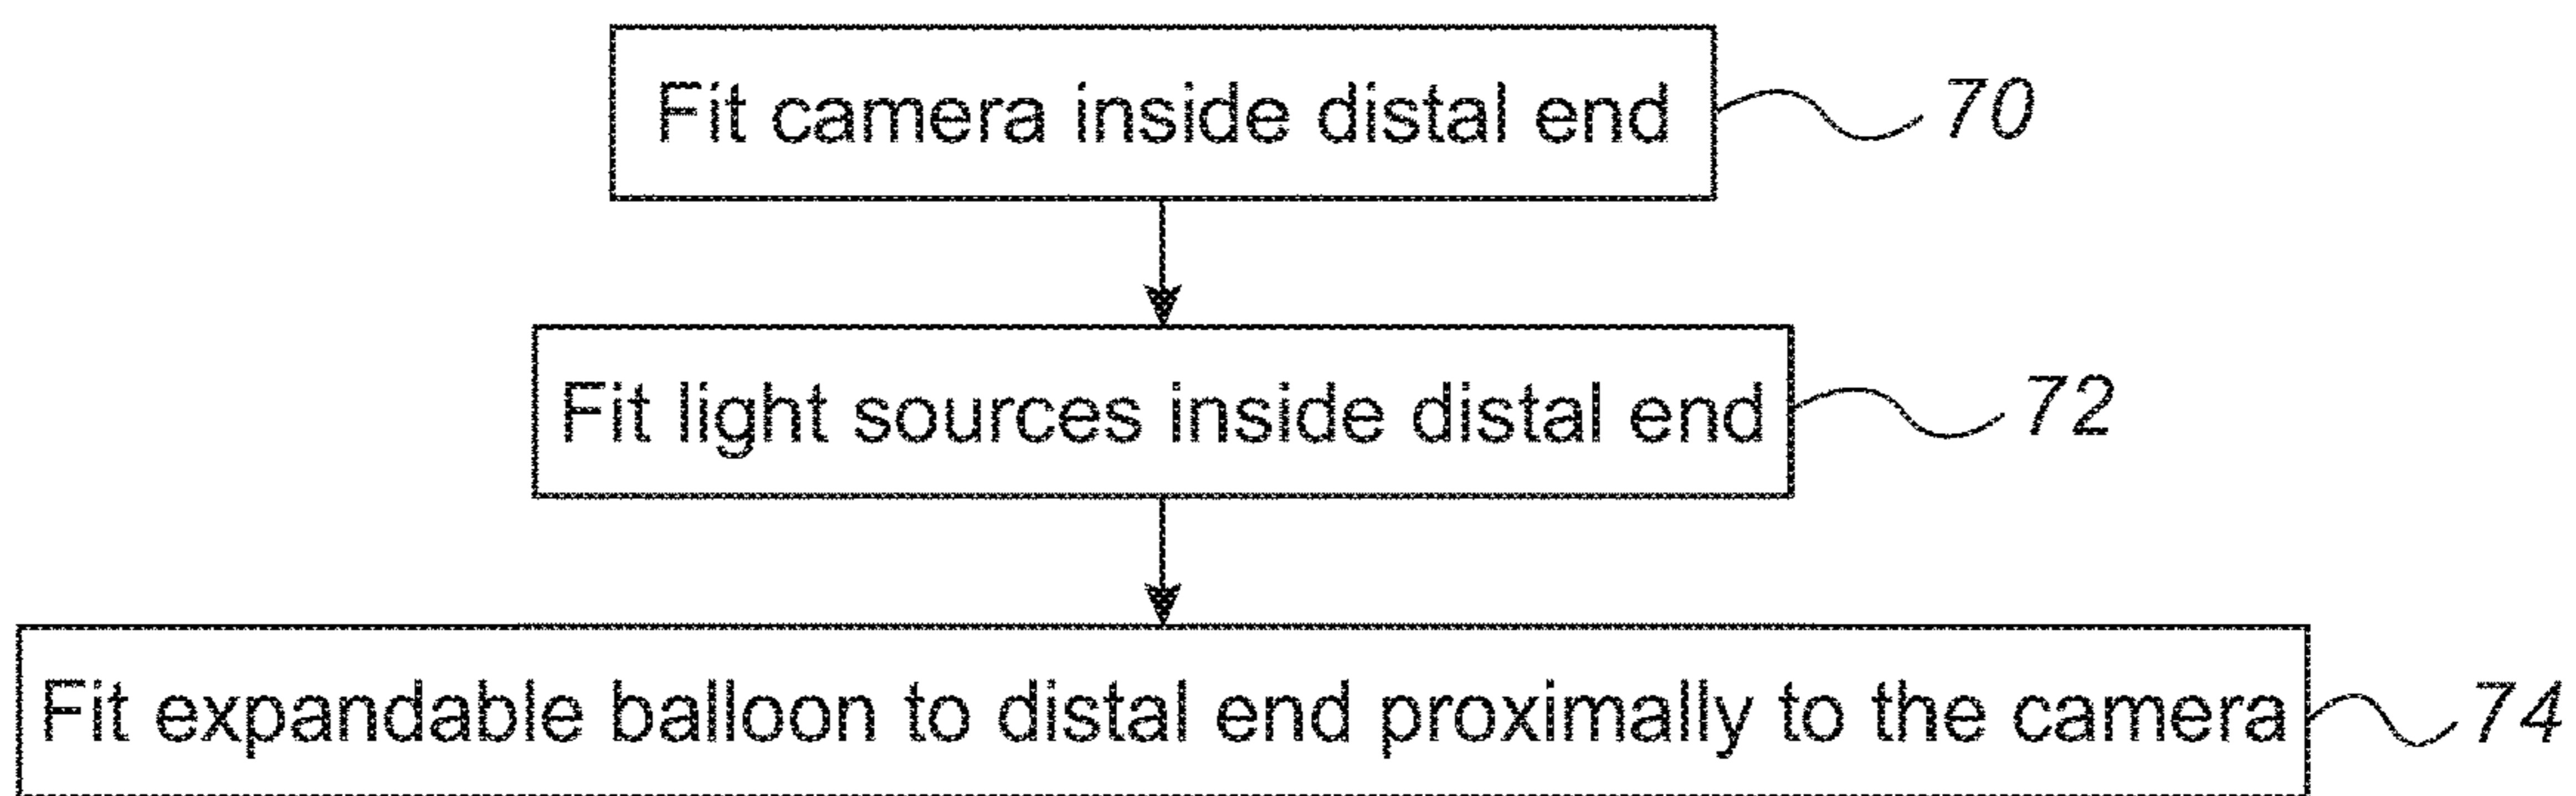 Fit camera inside distal end 70
Fit light sources inside distal end 72
Fit expandable balloon to distal end proximally to the camera 74